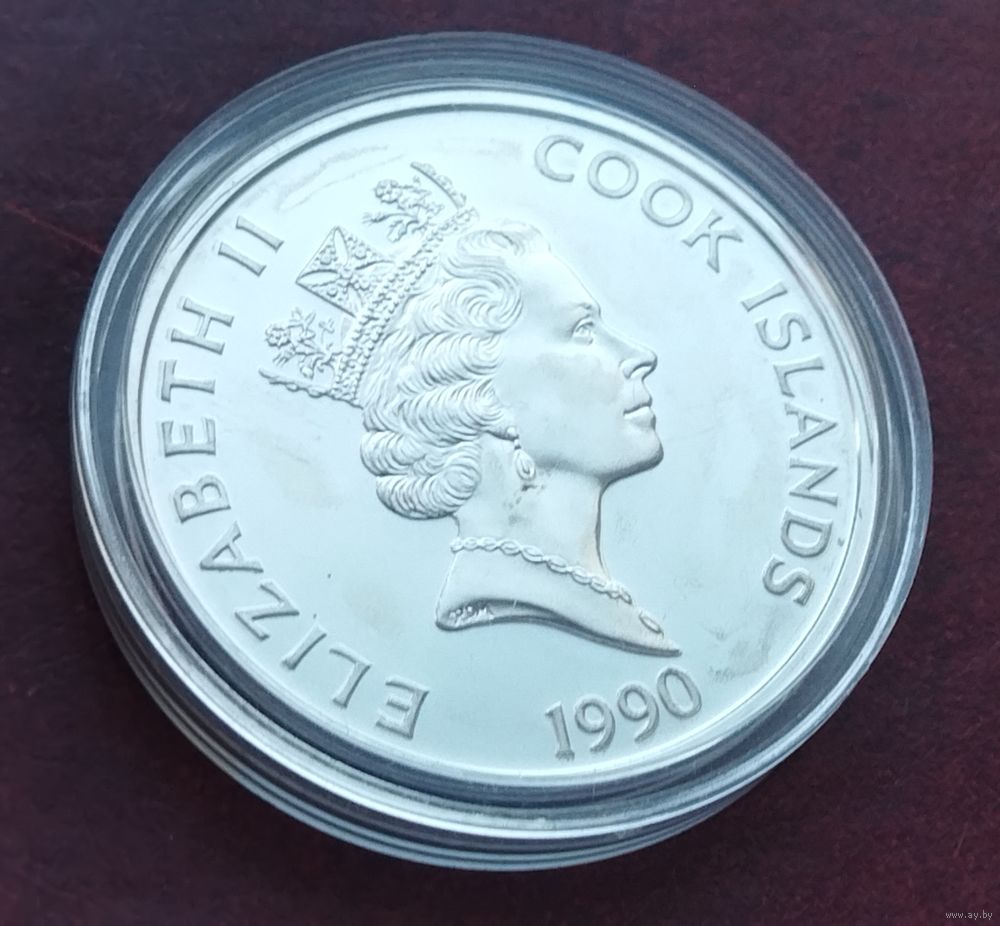 ELIZABETH II
COOK ISLANDS
1990
www.ay.by